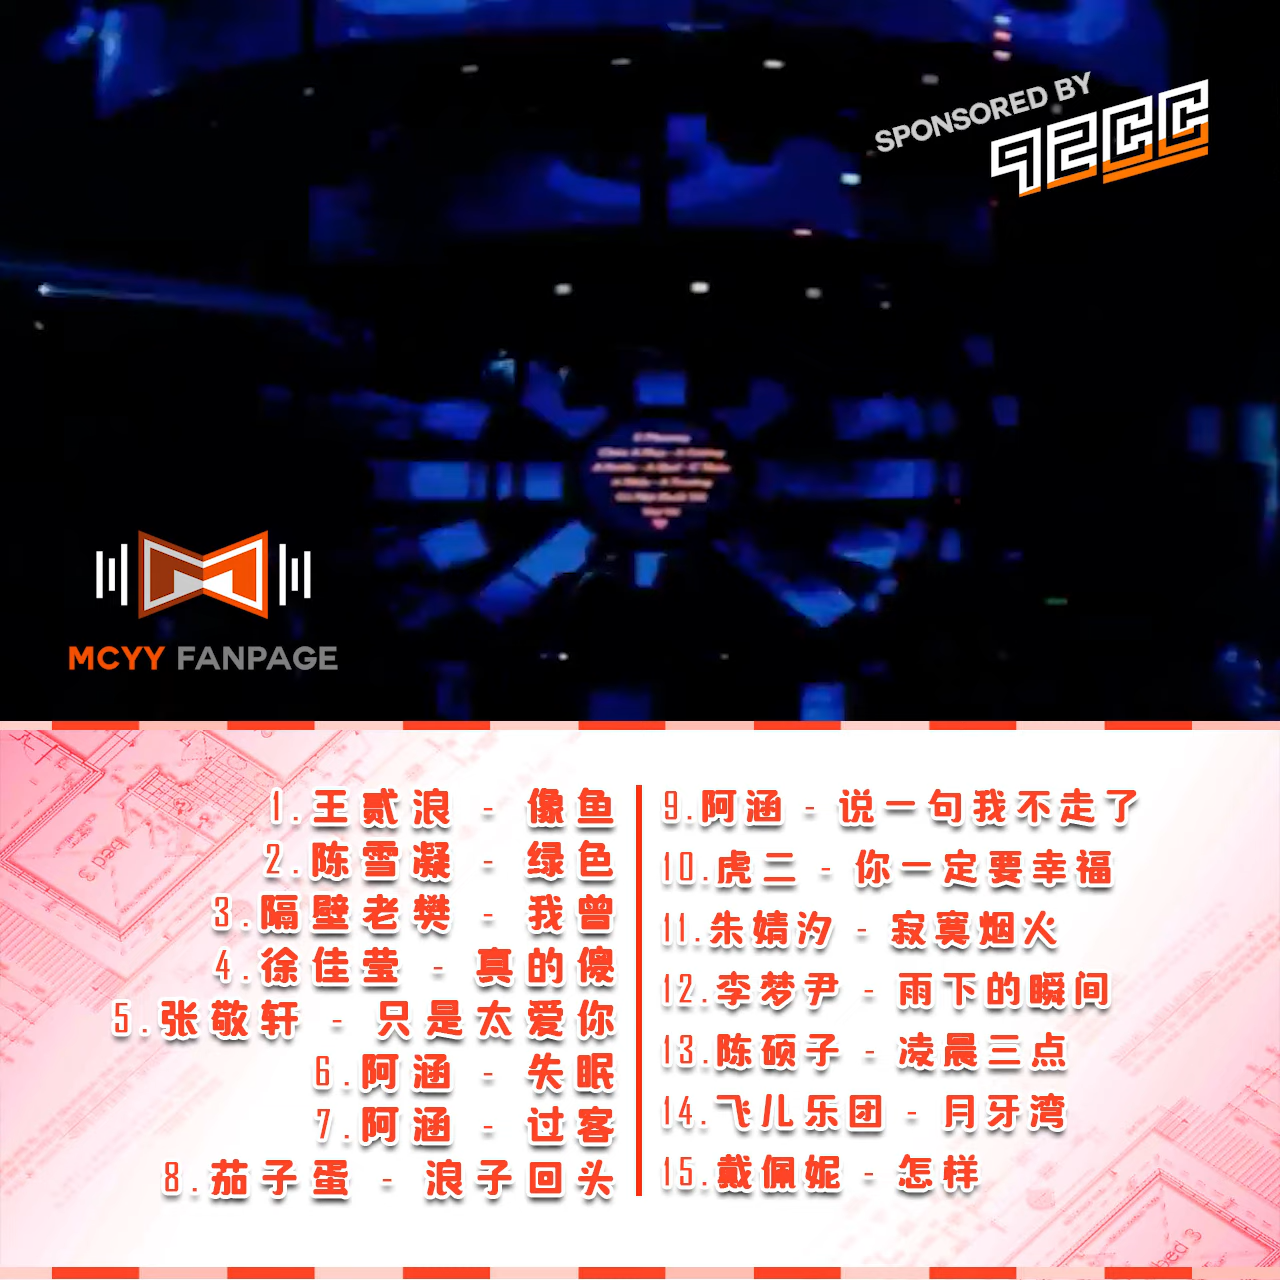 SPONSORED BY
92CC
MCYY FANPAGE
1.王贰浪 - 像鱼
2.陈雪凝 - 绿色
3.隔壁老樊 - 我曾
4.徐佳莹 - 真的傻
5.张敬轩 - 只是太爱你
6.阿涵 - 失眠
7.阿涵 - 过客
8.茄子蛋 - 浪子回头
9.阿涵 - 说一句我不走了
10.虎二 - 你一定要幸福
11.朱婧汐 - 寂寞烟火
12.李梦尹 - 雨下的瞬间
13.陈硕子 - 凌晨三点
14.飞儿乐团 - 月牙湾
15.戴佩妮 - 怎样